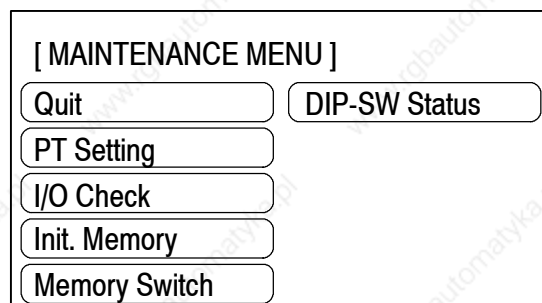 [ MAINTENANCE MENU ]
Quit
DIP-SW Status
PT Setting
I/O Check
Init. Memory
Memory Switch